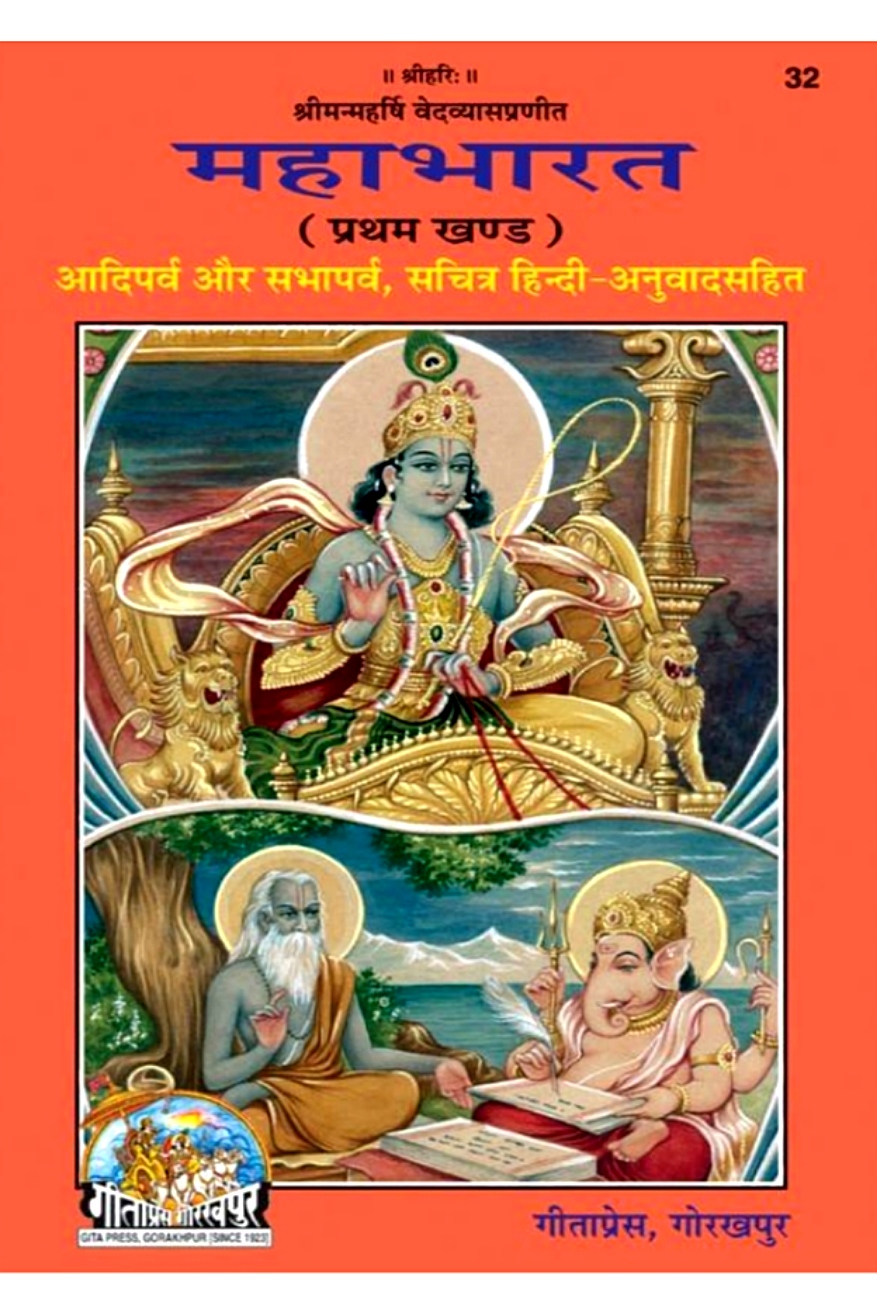 ॥ श्रीहरिः ॥
32
श्रीमन्महर्षि वेदव्यासप्रणीत
महाभारत
( प्रथम खण्ड )
आदिपर्व और सभापर्व, सचित्र हिन्दी-अनुवादसहित
गीताप्रेस गोरखपुर
GITA PRESS, GORAKHPUR [SINCE 1923]
गीताप्रेस, गोरखपुर